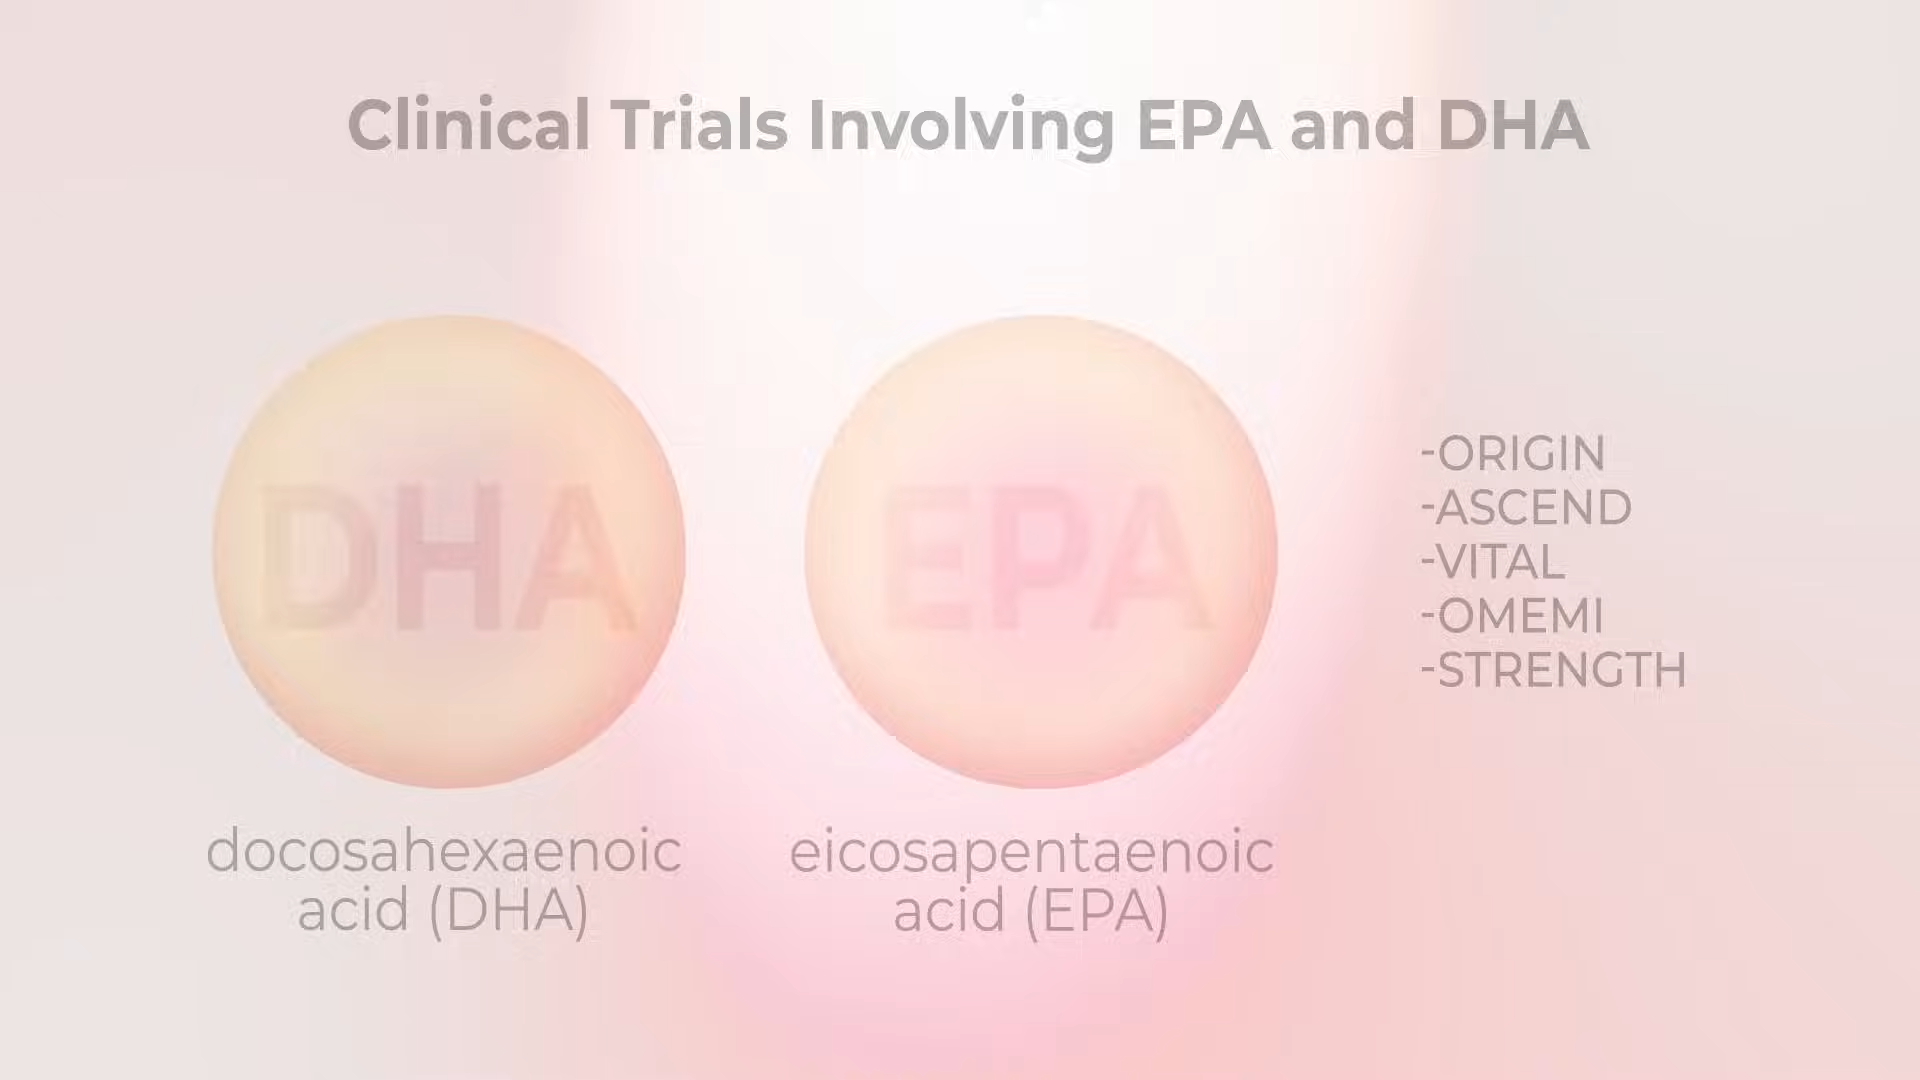 Clinical Trials Involving EPA and DHA
DHA
EPA
docosahexaenoic
acid (DHA)
eicosapentaenoic
acid (EPA)
-ORIGIN
-ASCEND
-VITAL
-OMEMI
-STRENGTH